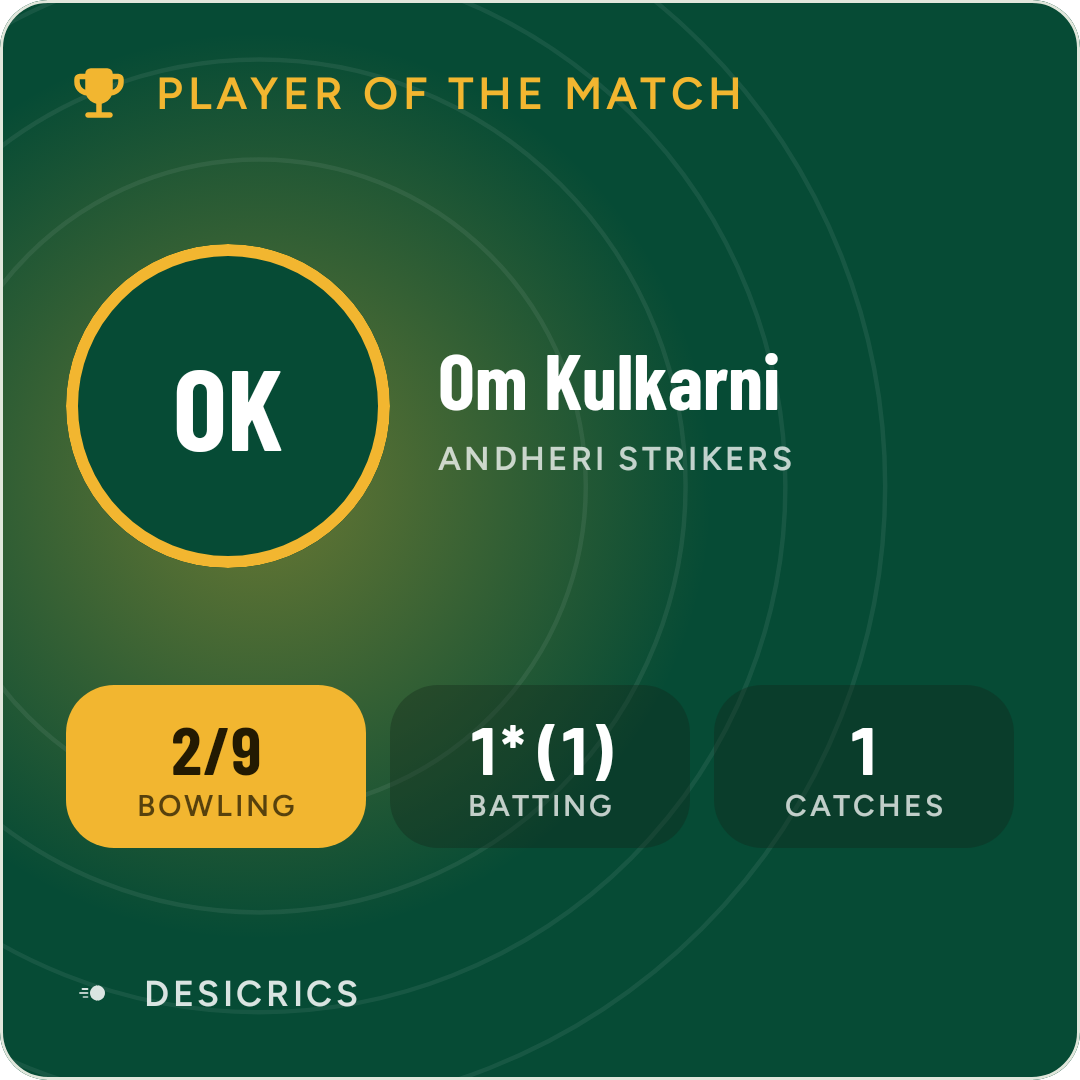 PLAYER OF THE MATCH
OK
Om Kulkarni
ANDHERI STRIKERS
2/9
BOWLING
1* (1)
BATTING
1
CATCHES
DESICRICS